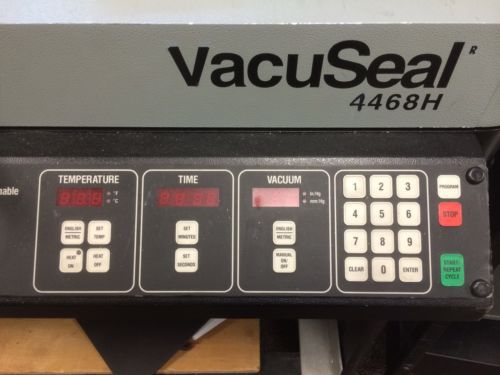 VacuSeal R
4468H
TEMPERATURE
°F
°C
ENGLISH
METRIC
SET
TEMP
HEAT
ON
HEAT
OFF
TIME
SET
MINUTES
SET
SECONDS
VACUUM
in/Hg
mm/Hg
ENGLISH
METRIC
MANUAL
ON/
OFF
1 2 3
4 5 6
7 8 9
CLEAR 0 ENTER
PROGRAM
STOP
START/
REPEAT
CYCLE